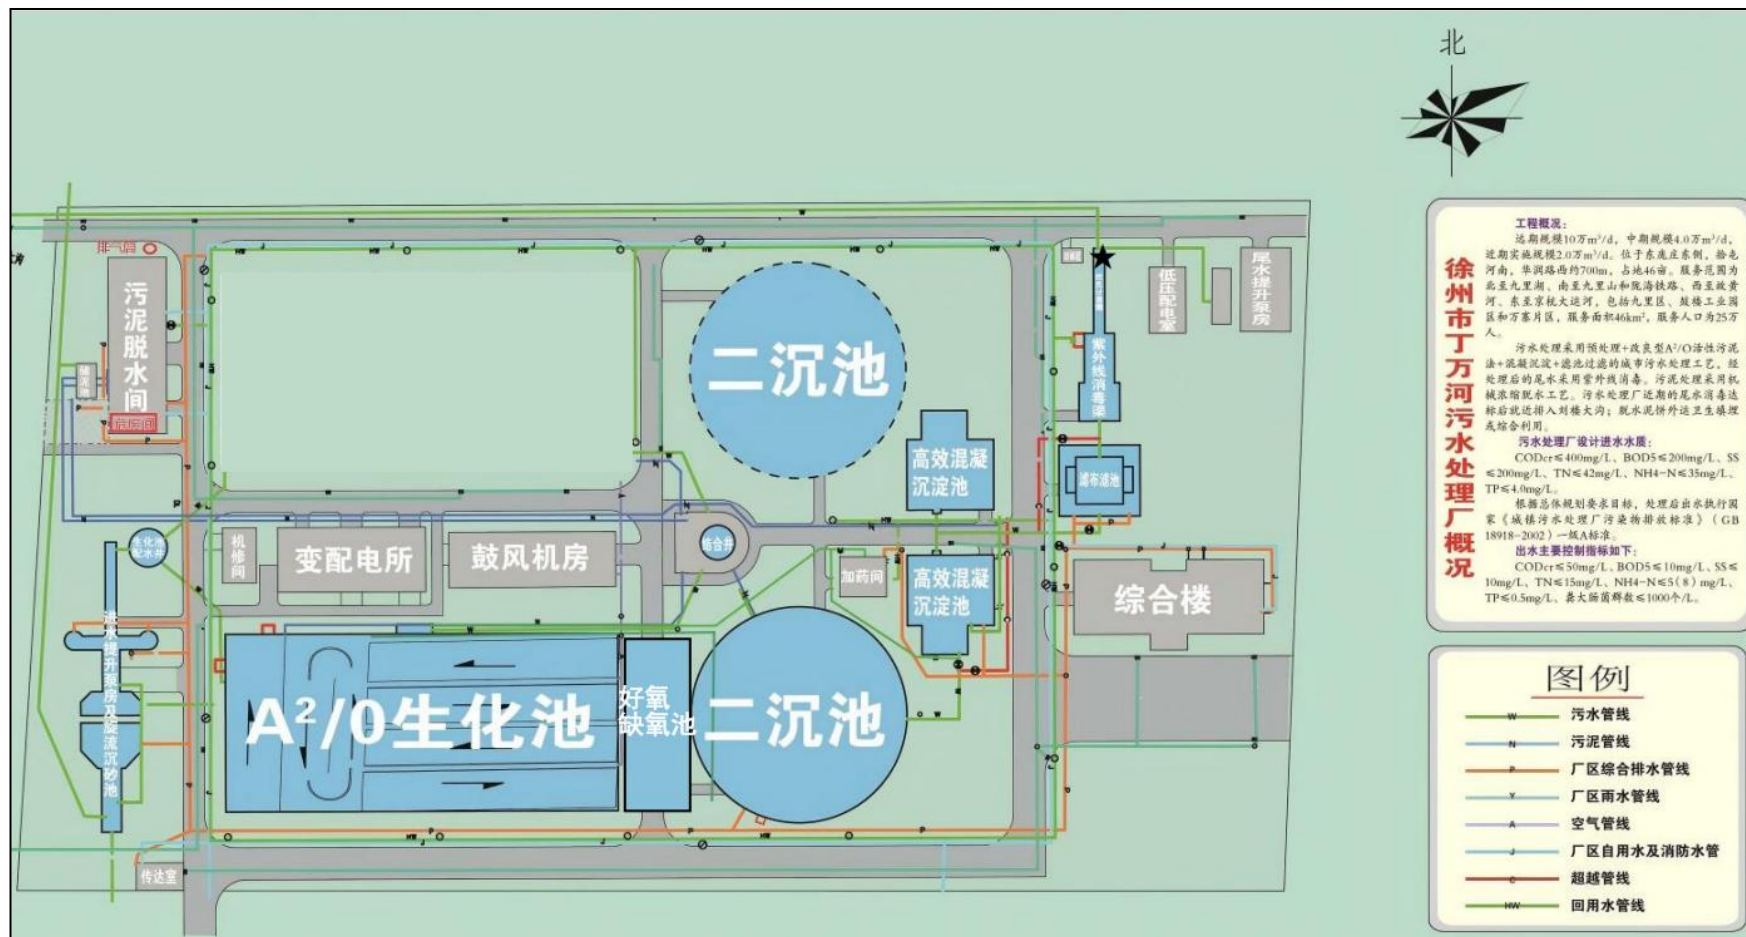 北
排气筒
污泥脱水间
储泥池
危废间
生化池
配水井
进水提升泵房及旋流沉砂池
传达室
机修间
变配电所
鼓风机房
结合井
A²/0生化池
好氧
缺氧池
二沉池
二沉池
高效混凝
沉淀池
高效混凝
沉淀池
加药间
紫外线消毒渠
滤布滤池
低压配电室
尾水提升泵房
综合楼
徐州市丁万河污水处理厂概况
工程概况：
远期规模10万m³/d，中期规模4.0万m³/d，
近期实施规模2.0万m³/d。位于东庞庄东侧，拾屯
河南，华润路西约700m，占地46亩。服务范围为
北至九里湖、南至九里山和陇海铁路、西至故黄
河、东至京杭大运河，包括九里区、鼓楼工业园
区和万寨片区，服务面积46km²，服务人口为25万
人。
污水处理采用预处理+改良型A²/O活性污泥
法+混凝沉淀+滤池过滤的城市污水处理工艺，经
处理后的尾水采用紫外线消毒。污泥处理采用机
械浓缩脱水工艺。污水处理厂近期的尾水消毒达
标后就近排入刘楼大沟；脱水泥饼外运卫生填埋
或综合利用。
污水处理厂设计进水水质：
CODcr≤400mg/L、BOD5≤200mg/L、SS
≤200mg/L、TN≤42mg/L、NH4-N≤35mg/L、
TP≤4.0mg/L。
根据总体规划要求目标，处理后出水执行国
家《城镇污水处理厂污染物排放标准》（GB
18918-2002）一级A标准。
出水主要控制指标如下：
CODcr≤50mg/L、BOD5≤10mg/L、SS≤
10mg/L、TN≤15mg/L、NH4-N≤5（8）mg/L、
TP≤0.5mg/L、粪大肠菌群数≤1000个/L。
图例
W 污水管线
N 污泥管线
P 厂区综合排水管线
Y 厂区雨水管线
A 空气管线
J 厂区自用水及消防水管
C 超越管线
HW 回用水管线